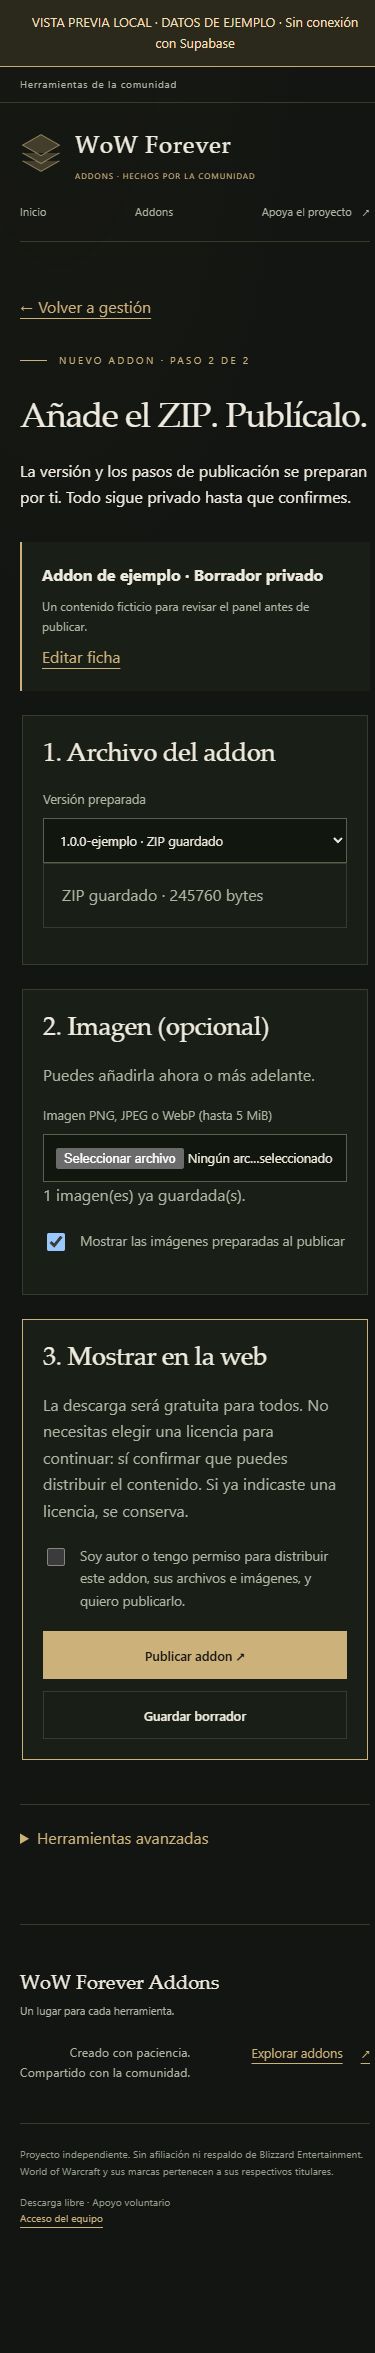 VISTA PREVIA LOCAL · DATOS DE EJEMPLO · Sin conexión
con Supabase
Herramientas de la comunidad
WoW Forever
ADDONS · HECHOS POR LA COMUNIDAD
Inicio Addons Apoya el proyecto ↗
← Volver a gestión
NUEVO ADDON · PASO 2 DE 2
Añade el ZIP. Publícalo.
La versión y los pasos de publicación se preparan
por ti. Todo sigue privado hasta que confirmes.
Addon de ejemplo · Borrador privado
Un contenido ficticio para revisar el panel antes de
publicar.
Editar ficha
1. Archivo del addon
Versión preparada
1.0.0-ejemplo · ZIP guardado
ZIP guardado · 245760 bytes
2. Imagen (opcional)
Puedes añadirla ahora o más adelante.
Imagen PNG, JPEG o WebP (hasta 5 MiB)
Seleccionar archivo Ningún arc...seleccionado
1 imagen(es) ya guardada(s).
Mostrar las imágenes preparadas al publicar
3. Mostrar en la web
La descarga será gratuita para todos. No
necesitas elegir una licencia para
continuar: sí confirmar que puedes
distribuir el contenido. Si ya indicaste una
licencia, se conserva.
Soy autor o tengo permiso para distribuir
este addon, sus archivos e imágenes, y
quiero publicarlo.
Publicar addon ↗
Guardar borrador
▶ Herramientas avanzadas
WoW Forever Addons
Un lugar para cada herramienta.
Creado con paciencia.
Compartido con la comunidad.
Explorar addons ↗
Proyecto independiente. Sin afiliación ni respaldo de Blizzard Entertainment.
World of Warcraft y sus marcas pertenecen a sus respectivos titulares.
Descarga libre · Apoyo voluntario
Acceso del equipo